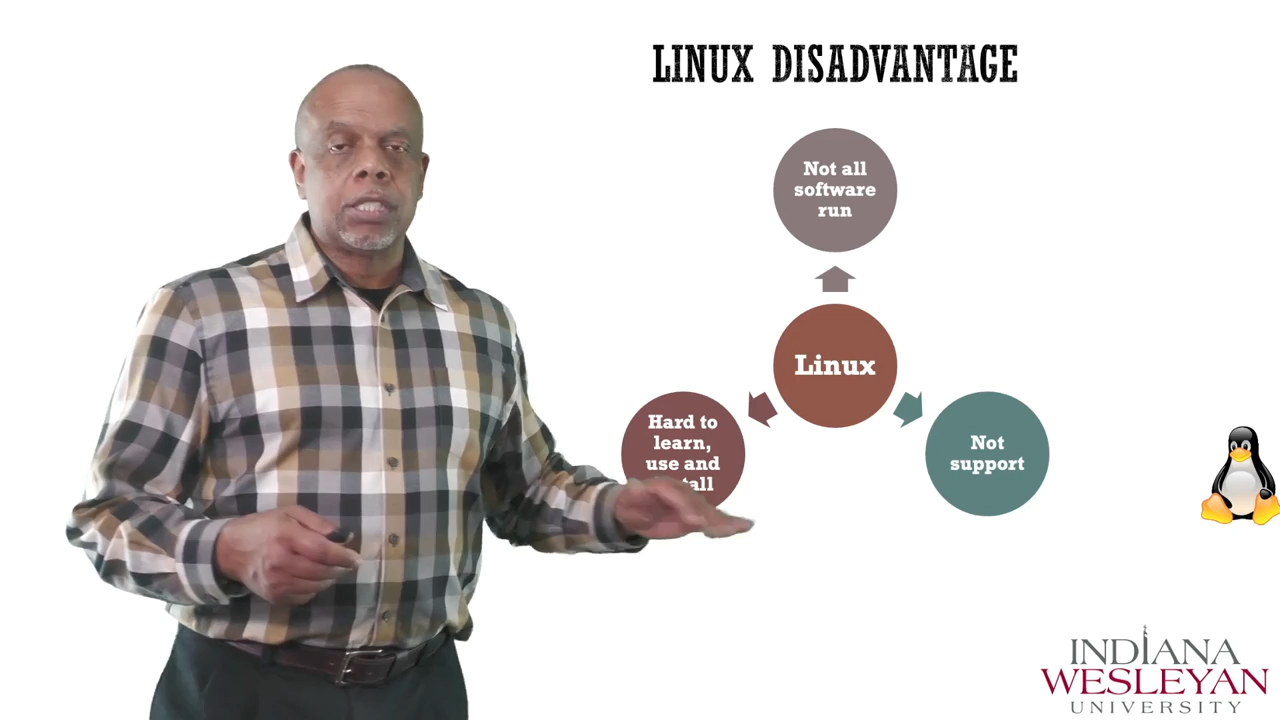 LINUX DISADVANTAGE
Not all
software
run
Linux
Hard to
learn,
use and
Not
support
INDIANA
WESLEYAN
UNIVERSITY